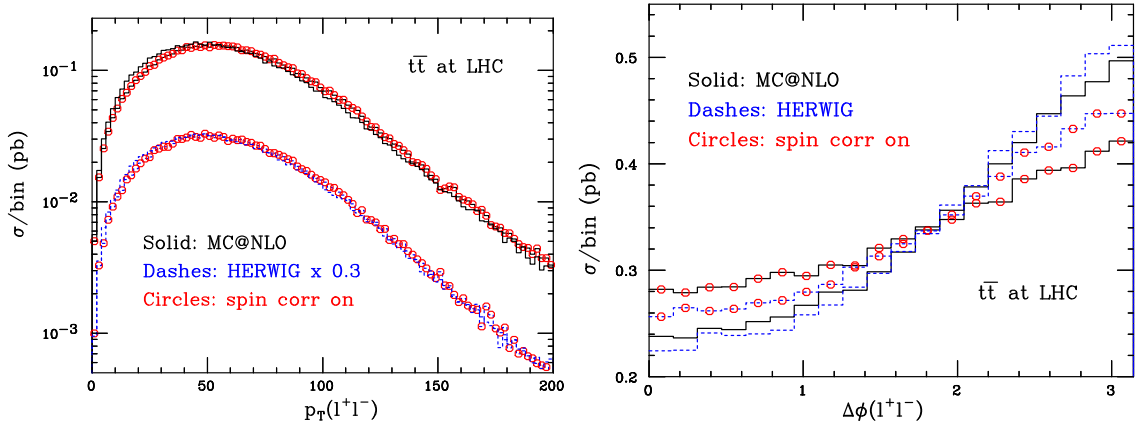 10⁻¹
10⁻²
10⁻³
σ/bin (pb)
tt̄ at LHC
Solid: MC@NLO
Dashes: HERWIG x 0.3
Circles: spin corr on
0 50 100 150 200
p_T(l⁺l⁻)
0.5
0.4
0.3
0.2
σ/bin (pb)
Solid: MC@NLO
Dashes: HERWIG
Circles: spin corr on
tt̄ at LHC
0 1 2 3
Δϕ(l⁺l⁻)